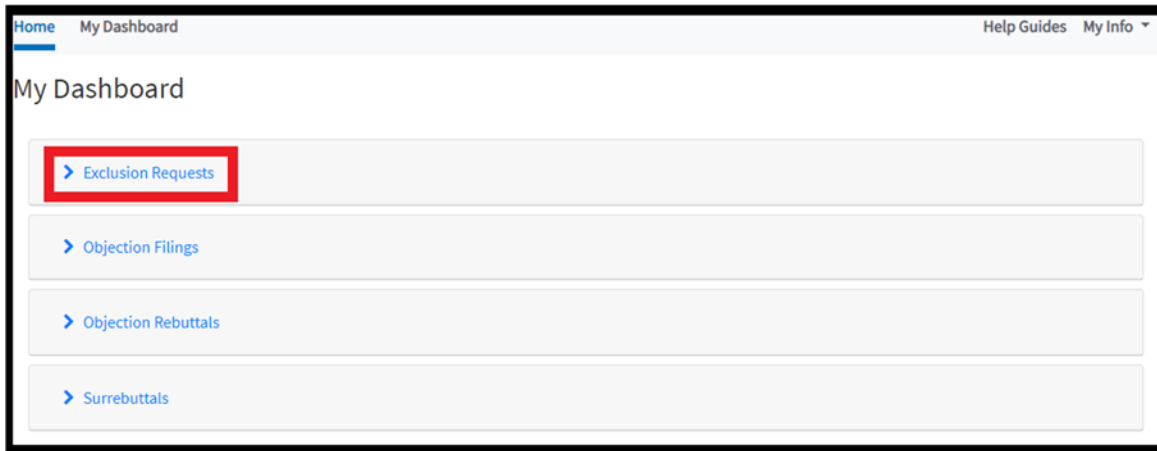 Home My Dashboard Help Guides My Info
My Dashboard
Exclusion Requests
Objection Filings
Objection Rebuttals
Surrebuttals